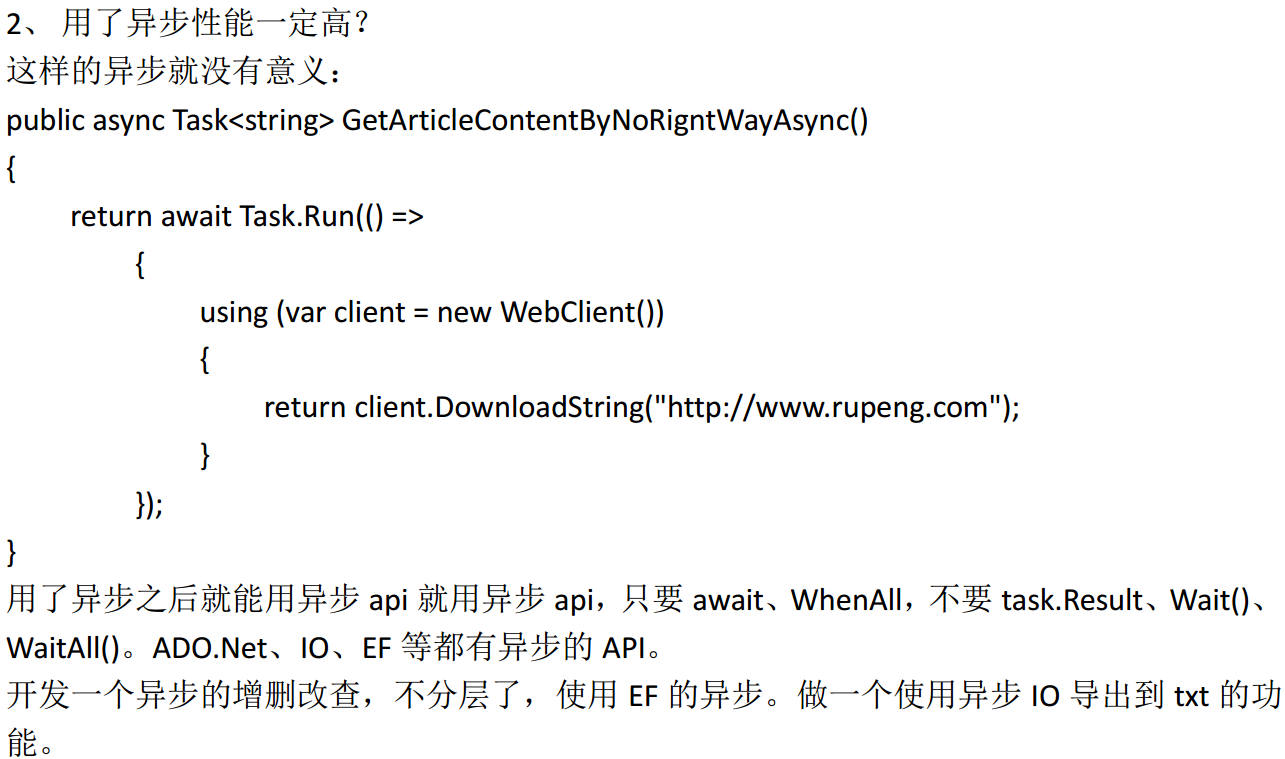 2、 用了异步性能一定高？
这样的异步就没有意义：
public async Task<string> GetArticleContentByNoRigntWayAsync()
{
return await Task.Run(() =>
{
using (var client = new WebClient())
{
return client.DownloadString("http://www.rupeng.com");
}
});
}
用了异步之后就能用异步 api 就用异步 api，只要 await、WhenAll，不要 task.Result、Wait()、
WaitAll()。ADO.Net、IO、EF 等都有异步的 API。
开发一个异步的增删改查，不分层了，使用 EF 的异步。做一个使用异步 IO 导出到 txt 的功
能。